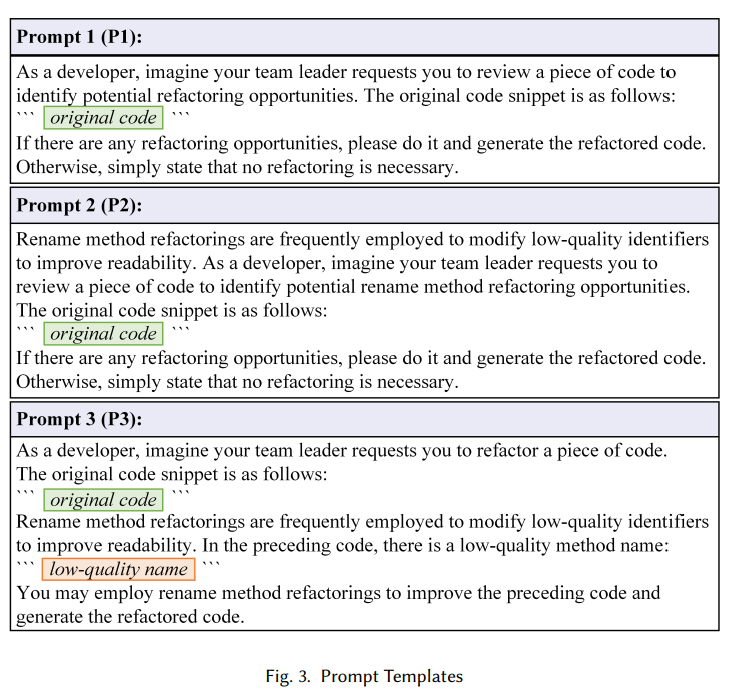 Prompt 1 (P1):
As a developer, imagine your team leader requests you to review a piece of code to
identify potential refactoring opportunities. The original code snippet is as follows:
``` original code ```
If there are any refactoring opportunities, please do it and generate the refactored code.
Otherwise, simply state that no refactoring is necessary.
Prompt 2 (P2):
Rename method refactorings are frequently employed to modify low-quality identifiers
to improve readability. As a developer, imagine your team leader requests you to
review a piece of code to identify potential rename method refactoring opportunities.
The original code snippet is as follows:
``` original code ```
If there are any refactoring opportunities, please do it and generate the refactored code.
Otherwise, simply state that no refactoring is necessary.
Prompt 3 (P3):
As a developer, imagine your team leader requests you to refactor a piece of code.
The original code snippet is as follows:
``` original code ```
Rename method refactorings are frequently employed to modify low-quality identifiers
to improve readability. In the preceding code, there is a low-quality method name:
``` low-quality name ```
You may employ rename method refactorings to improve the preceding code and
generate the refactored code.
Fig. 3. Prompt Templates